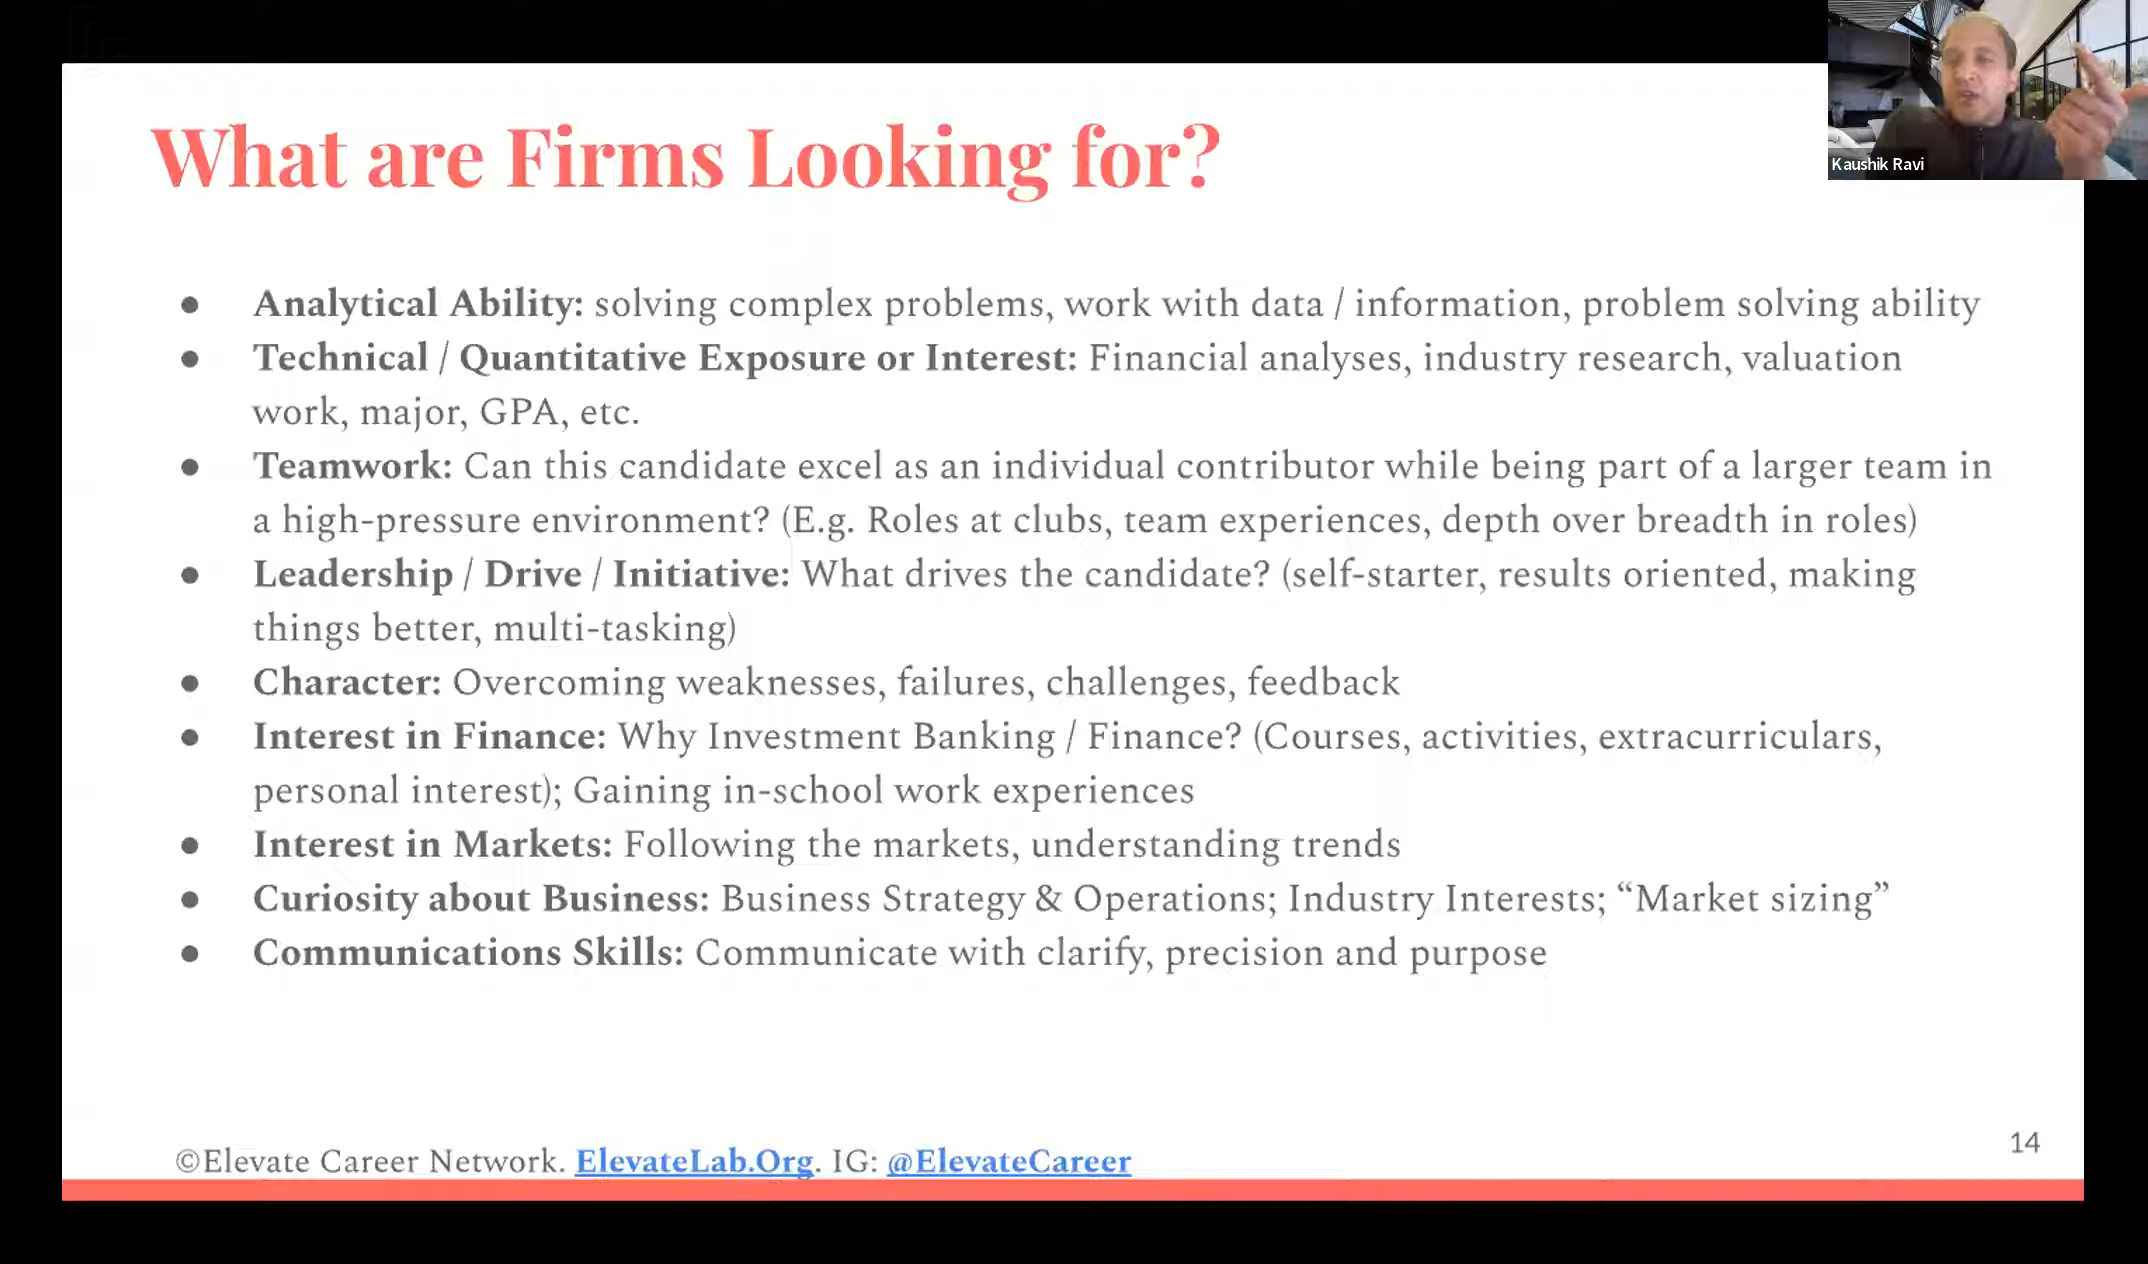 What are Firms Looking for?
Kaushik Ravi
● Analytical Ability: solving complex problems, work with data / information, problem solving ability
● Technical / Quantitative Exposure or Interest: Financial analyses, industry research, valuation
work, major, GPA, etc.
● Teamwork: Can this candidate excel as an individual contributor while being part of a larger team in
a high-pressure environment? (E.g. Roles at clubs, team experiences, depth over breadth in roles)
● Leadership / Drive / Initiative: What drives the candidate? (self-starter, results oriented, making
things better, multi-tasking)
● Character: Overcoming weaknesses, failures, challenges, feedback
● Interest in Finance: Why Investment Banking / Finance? (Courses, activities, extracurriculars,
personal interest); Gaining in-school work experiences
● Interest in Markets: Following the markets, understanding trends
● Curiosity about Business: Business Strategy & Operations; Industry Interests; “Market sizing”
● Communications Skills: Communicate with clarify, precision and purpose
14
©Elevate Career Network. ElevateLab.Org. IG: @ElevateCareer